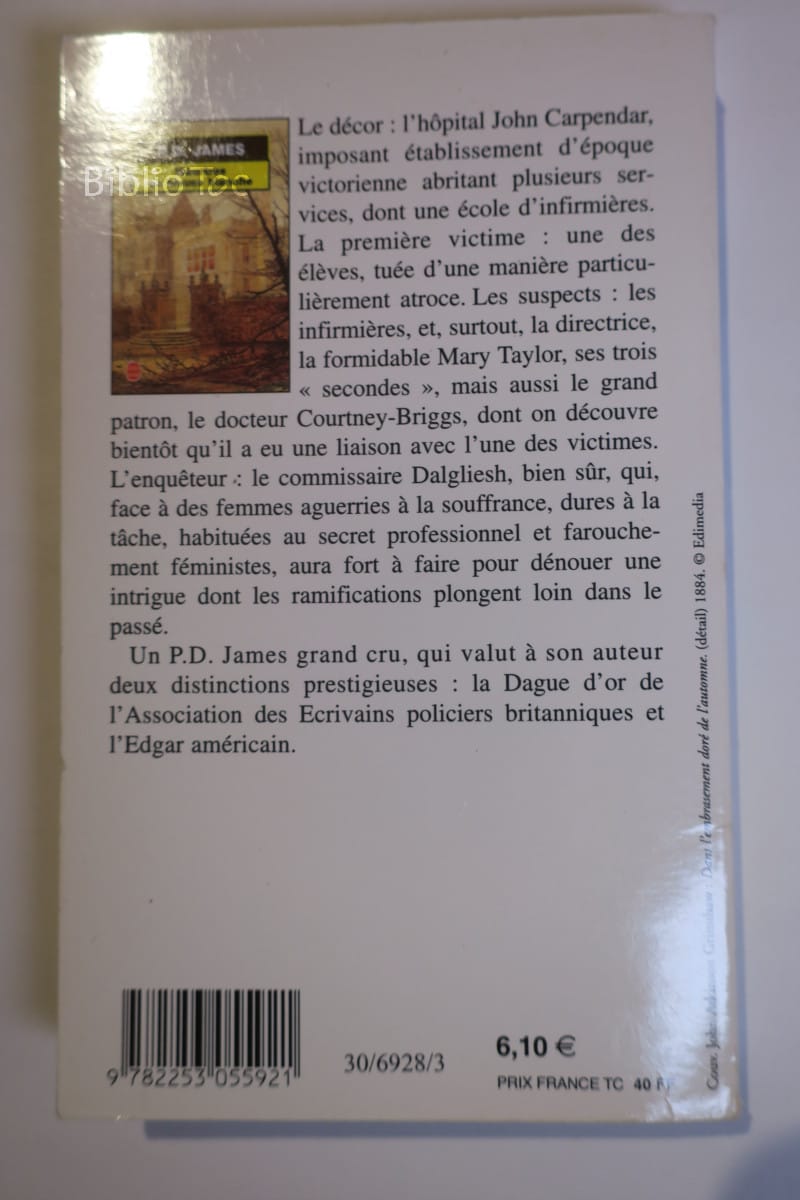 JAMES
Biblio Toc
Le décor : l'hôpital John Carpendar,
imposant établissement d'époque
victorienne abritant plusieurs ser-
vices, dont une école d'infirmières.
La première victime : une des
élèves, tuée d'une manière particu-
lièrement atroce. Les suspects : les
infirmières, et, surtout, la directrice,
la formidable Mary Taylor, ses trois
« secondes », mais aussi le grand
patron, le docteur Courtney-Briggs, dont on découvre
bientôt qu'il a eu une liaison avec l'une des victimes.
L'enquêteur : le commissaire Dalgliesh, bien sûr, qui,
face à des femmes aguerries à la souffrance, dures à la
tâche, habituées au secret professionnel et farouche-
ment féministes, aura fort à faire pour dénouer une
intrigue dont les ramifications plongent loin dans le
passé.
Un P.D. James grand cru, qui valut à son auteur
deux distinctions prestigieuses : la Dague d'or de
l'Association des Ecrivains policiers britanniques et
l'Edgar américain.
Couv. John Atkinson Grimshaw : Dans l'embrasement doré de l'automne. (détail) 1884. © Edimedia
9 782253 055921
30/6928/3
6,10 €
PRIX FRANCE TC 40 F